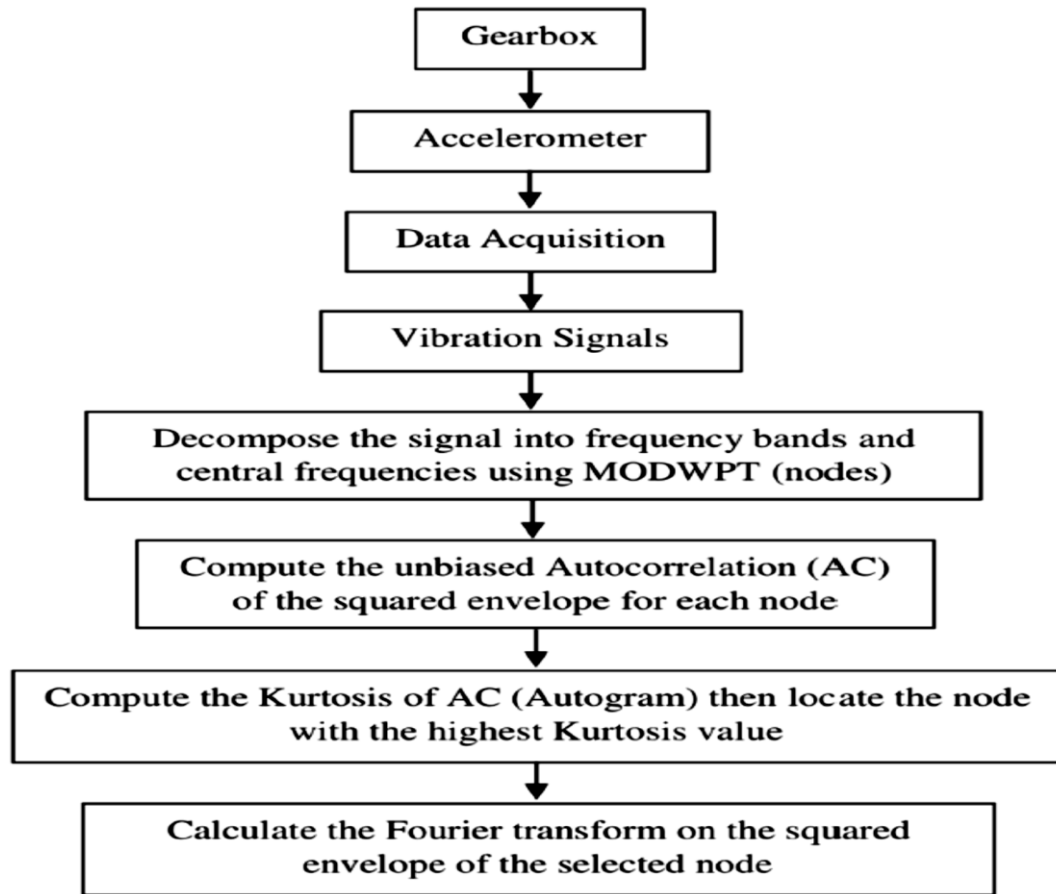 Gearbox
Accelerometer
Data Acquisition
Vibration Signals
Decompose the signal into frequency bands and
central frequencies using MODWPT (nodes)
Compute the unbiased Autocorrelation (AC)
of the squared envelope for each node
Compute the Kurtosis of AC (Autogram) then locate the node
with the highest Kurtosis value
Calculate the Fourier transform on the squared
envelope of the selected node